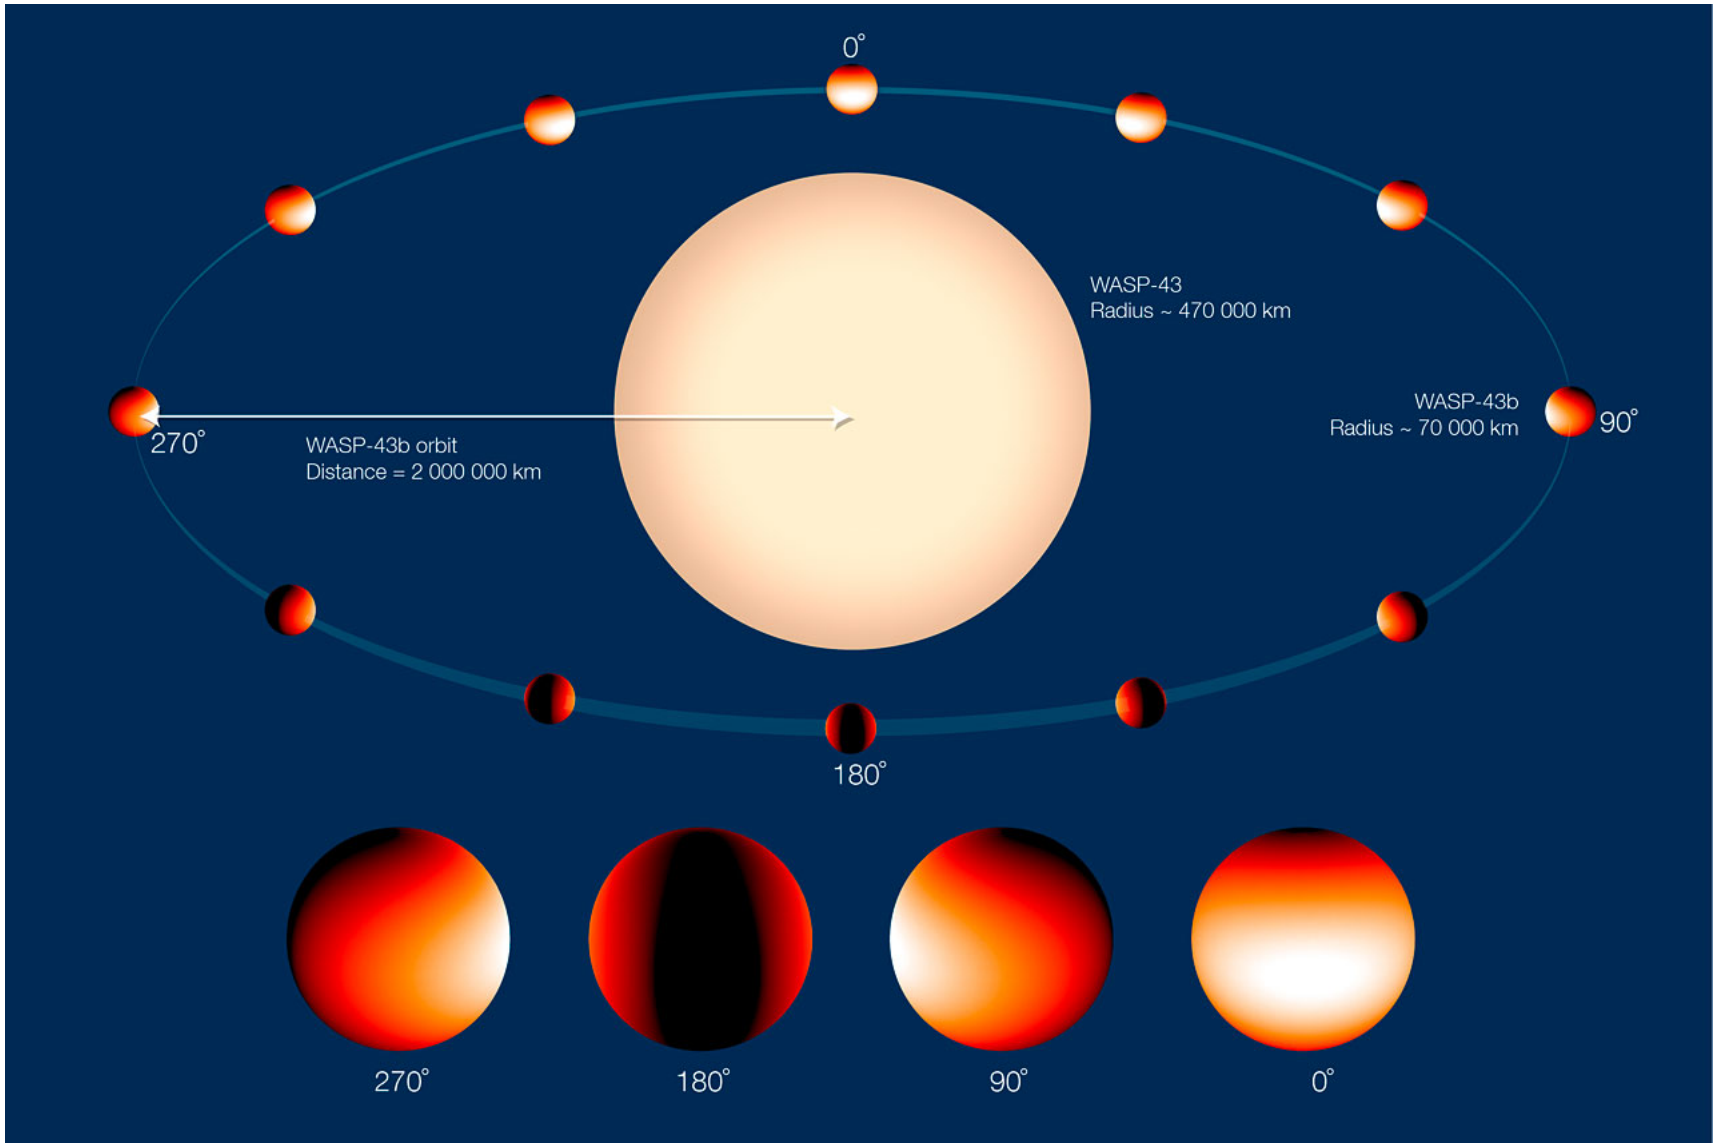 0°
WASP-43
Radius ~ 470 000 km
WASP-43b
Radius ~ 70 000 km
90°
270°
WASP-43b orbit
Distance = 2 000 000 km
180°
270°
180°
90°
0°